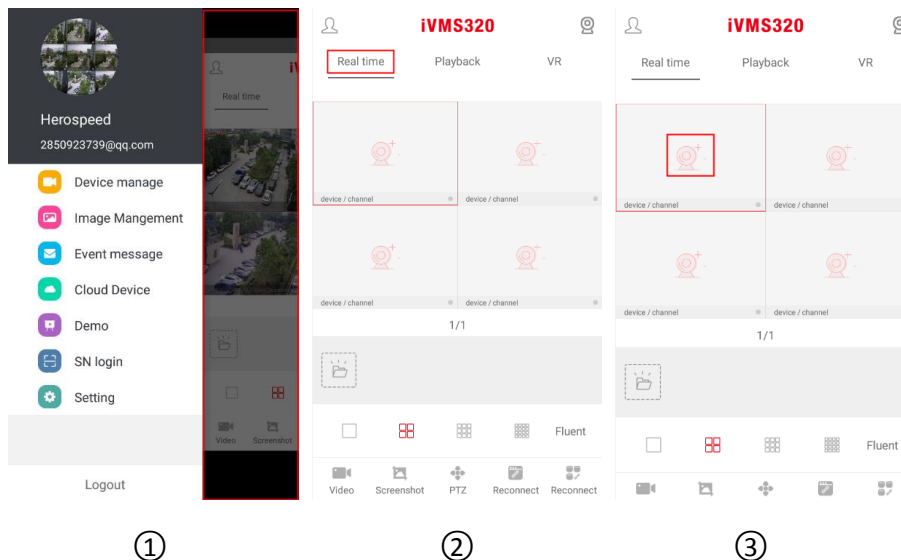 Herospeed
2850923739@qq.com
Device manage
Image Mangement
Event message
Cloud Device
Demo
SN login
Setting
Logout
Real time
Video Screenshot
①
iVMS320
Real time Playback VR
device / channel device / channel
device / channel device / channel
1/1
Fluent
Video Screenshot PTZ Reconnect Reconnect
②
iVMS320
Real time Playback VR
device / channel device / channel
device / channel device / channel
1/1
Fluent
③